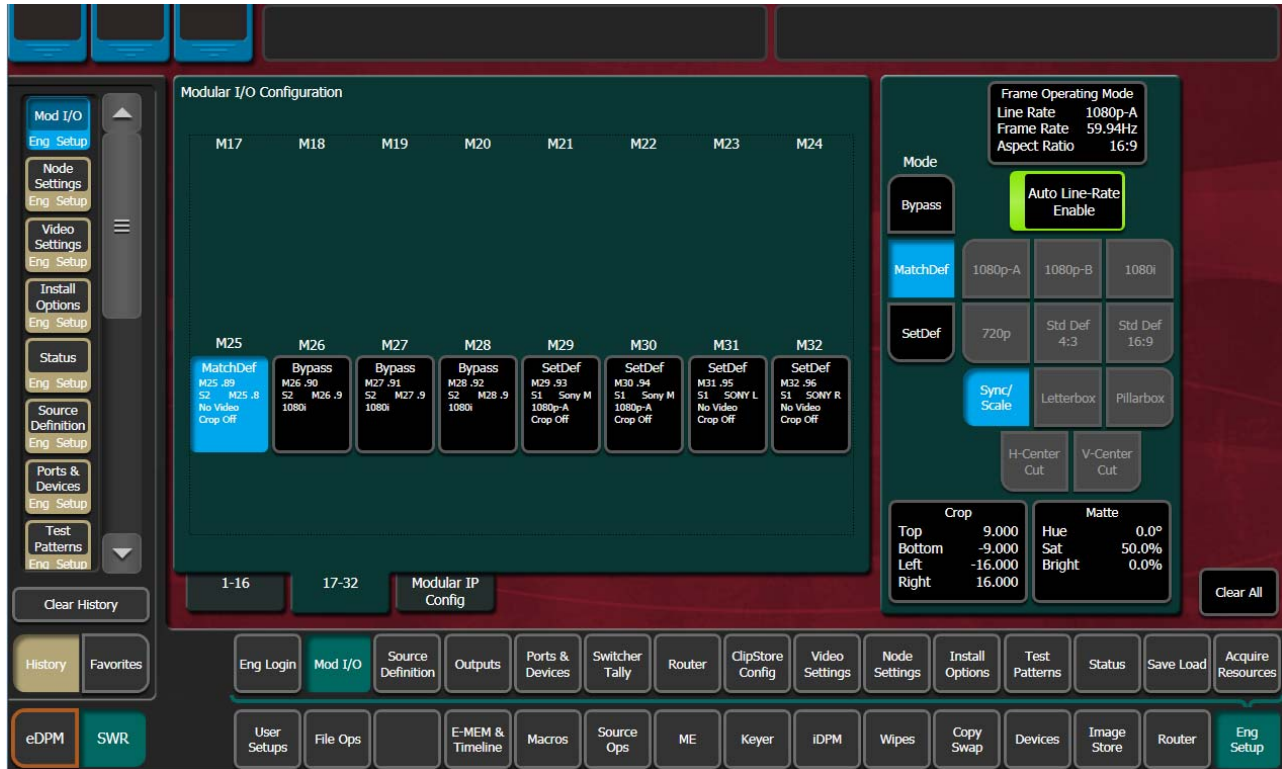 Mod I/O
Eng Setup
Node
Settings
Eng Setup
Video
Settings
Eng Setup
Install
Options
Eng Setup
Status
Eng Setup
Source
Definition
Eng Setup
Ports &
Devices
Eng Setup
Test
Patterns
Eng Setup
Clear History
History
Favorites
eDPM
SWR
Modular I/O Configuration
M17 M18 M19 M20 M21 M22 M23 M24
M25 M26 M27 M28 M29 M30 M31 M32
MatchDef
M25 .89
S2 M25 .8
No Video
Crop Off
Bypass
M26 .90
S2 M26 .9
1080i
Bypass
M27 .91
S2 M27 .9
1080i
Bypass
M28 .92
S2 M28 .9
1080i
SetDef
M29 .93
S1 Sony M
1080p-A
Crop Off
SetDef
M30 .94
S1 Sony M
1080p-A
Crop Off
SetDef
M31 .95
S1 SONY L
No Video
Crop Off
SetDef
M32 .96
S1 SONY R
No Video
Crop Off
1-16
17-32
Modular IP
Config
Frame Operating Mode
Line Rate 1080p-A
Frame Rate 59.94Hz
Aspect Ratio 16:9
Mode
Bypass
Auto Line-Rate
Enable
MatchDef
1080p-A
1080p-B
1080i
SetDef
720p
Std Def
4:3
Std Def
16:9
Sync/
Scale
Letterbox
Pillarbox
H-Center
Cut
V-Center
Cut
Crop
Top 9.000
Bottom -9.000
Left -16.000
Right 16.000
Matte
Hue 0.0°
Sat 50.0%
Bright 0.0%
Clear All
Eng Login
Mod I/O
Source
Definition
Outputs
Ports &
Devices
Switcher
Tally
Router
ClipStore
Config
Video
Settings
Node
Settings
Install
Options
Test
Patterns
Status
Save Load
Acquire
Resources
User
Setups
File Ops
E-MEM &
Timeline
Macros
Source
Ops
ME
Keyer
iDPM
Wipes
Copy
Swap
Devices
Image
Store
Router
Eng
Setup